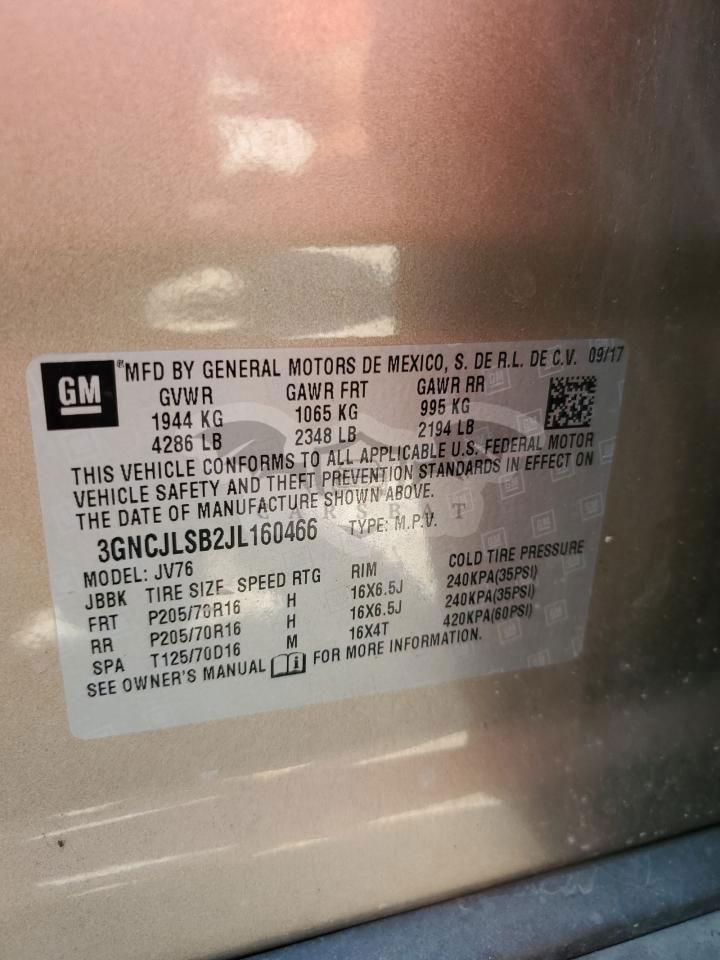 GM
®MFD BY GENERAL MOTORS DE MEXICO, S. DE R.L. DE C.V. 09/17
GVWR GAWR FRT GAWR RR
1944 KG 1065 KG 995 KG
4286 LB 2348 LB 2194 LB
THIS VEHICLE CONFORMS TO ALL APPLICABLE U.S. FEDERAL MOTOR
VEHICLE SAFETY AND THEFT PREVENTION STANDARDS IN EFFECT ON
THE DATE OF MANUFACTURE SHOWN ABOVE.
CARSBAT
3GNCJLSB2JL160466 TYPE: M.P.V.
MODEL: JV76
JBBK TIRE SIZE SPEED RTG RIM COLD TIRE PRESSURE
FRT P205/70R16 H 16X6.5J 240KPA(35PSI)
RR P205/70R16 H 16X6.5J 240KPA(35PSI)
SPA T125/70D16 M 16X4T 420KPA(60PSI)
SEE OWNER'S MANUAL FOR MORE INFORMATION.